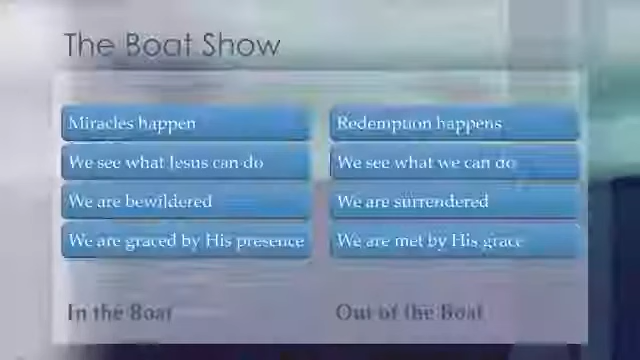 The Boat Show
Miracles happen
Redemption happens
We see what Jesus can do
We see what we can do
We are bewildered
We are surrendered
We are graced by His presence
We are met by His grace
In the Boat
Out of the Boat